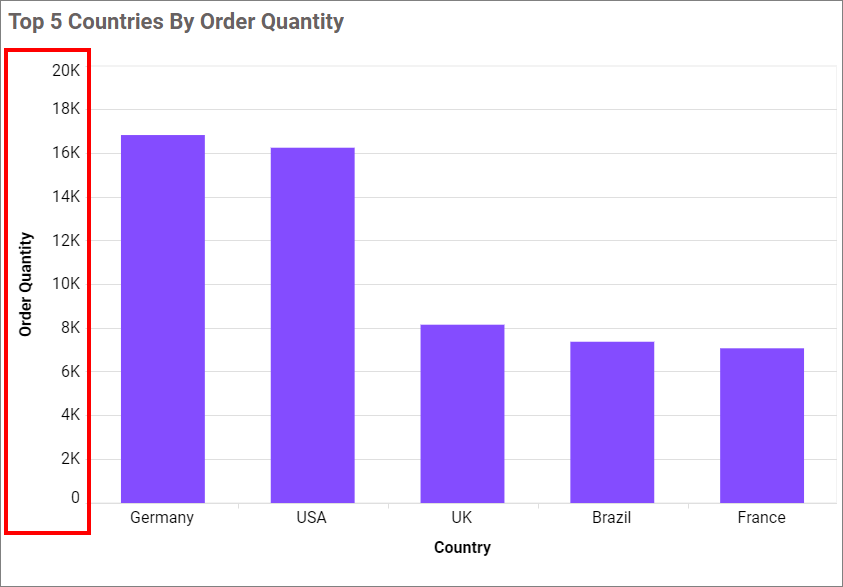 Top 5 Countries By Order Quantity
20K
18K
16K
14K
12K
10K
8K
6K
4K
2K
0
Order Quantity
Germany USA UK Brazil France
Country